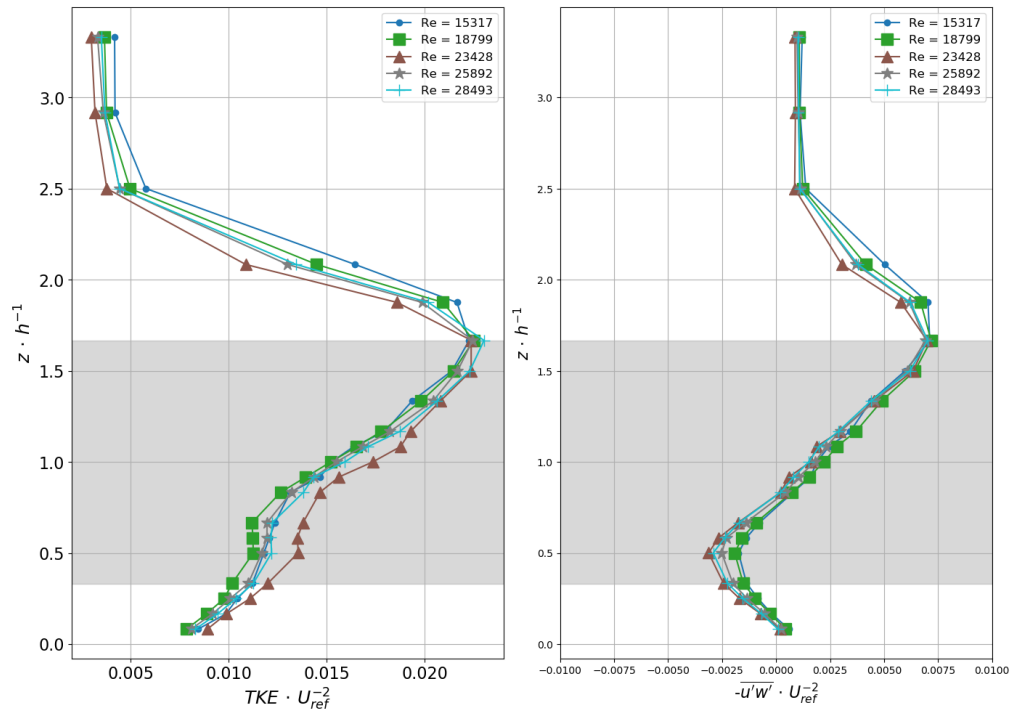 Re = 15317
Re = 18799
Re = 23428
Re = 25892
Re = 28493
3.0
2.5
2.0
1.5
1.0
0.5
0.0
z · h⁻¹
0.005
0.010
0.015
0.020
TKE · U_ref^−2
Re = 15317
Re = 18799
Re = 23428
Re = 25892
Re = 28493
3.0
2.5
2.0
1.5
1.0
0.5
0.0
z · h⁻¹
−0.0100
−0.0075
−0.0050
−0.0025
0.0000
0.0025
0.0050
0.0075
0.0100
-u'w' · U_ref^−2